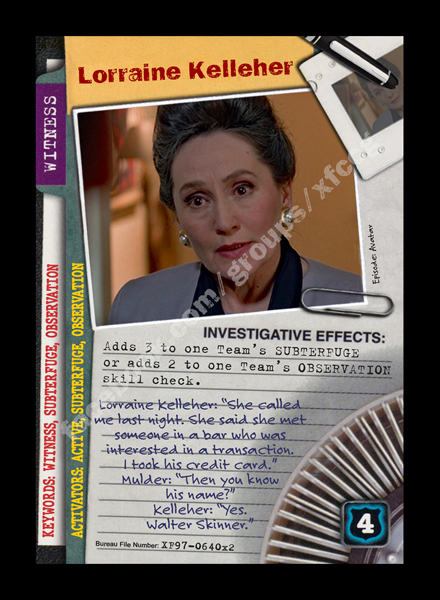 Lorraine Kelleher
WITNESS
Episode: Avatar
INVESTIGATIVE EFFECTS:
Adds 3 to one Team's SUBTERFUGE
or adds 2 to one Team's OBSERVATION
skill check.
Lorraine Kelleher: "She called
me last night. She said she met
someone in a bar who was
interested in a transaction.
I took his credit card."
Mulder: "Then you know
his name?"
Kelleher: "Yes.
Walter Skinner."
4
Bureau File Number: XF97-0640x2
KEYWORDS: WITNESS, SUBTERFUGE, OBSERVATION
ACTIVATORS: ACTIVE, SUBTERFUGE, OBSERVATION